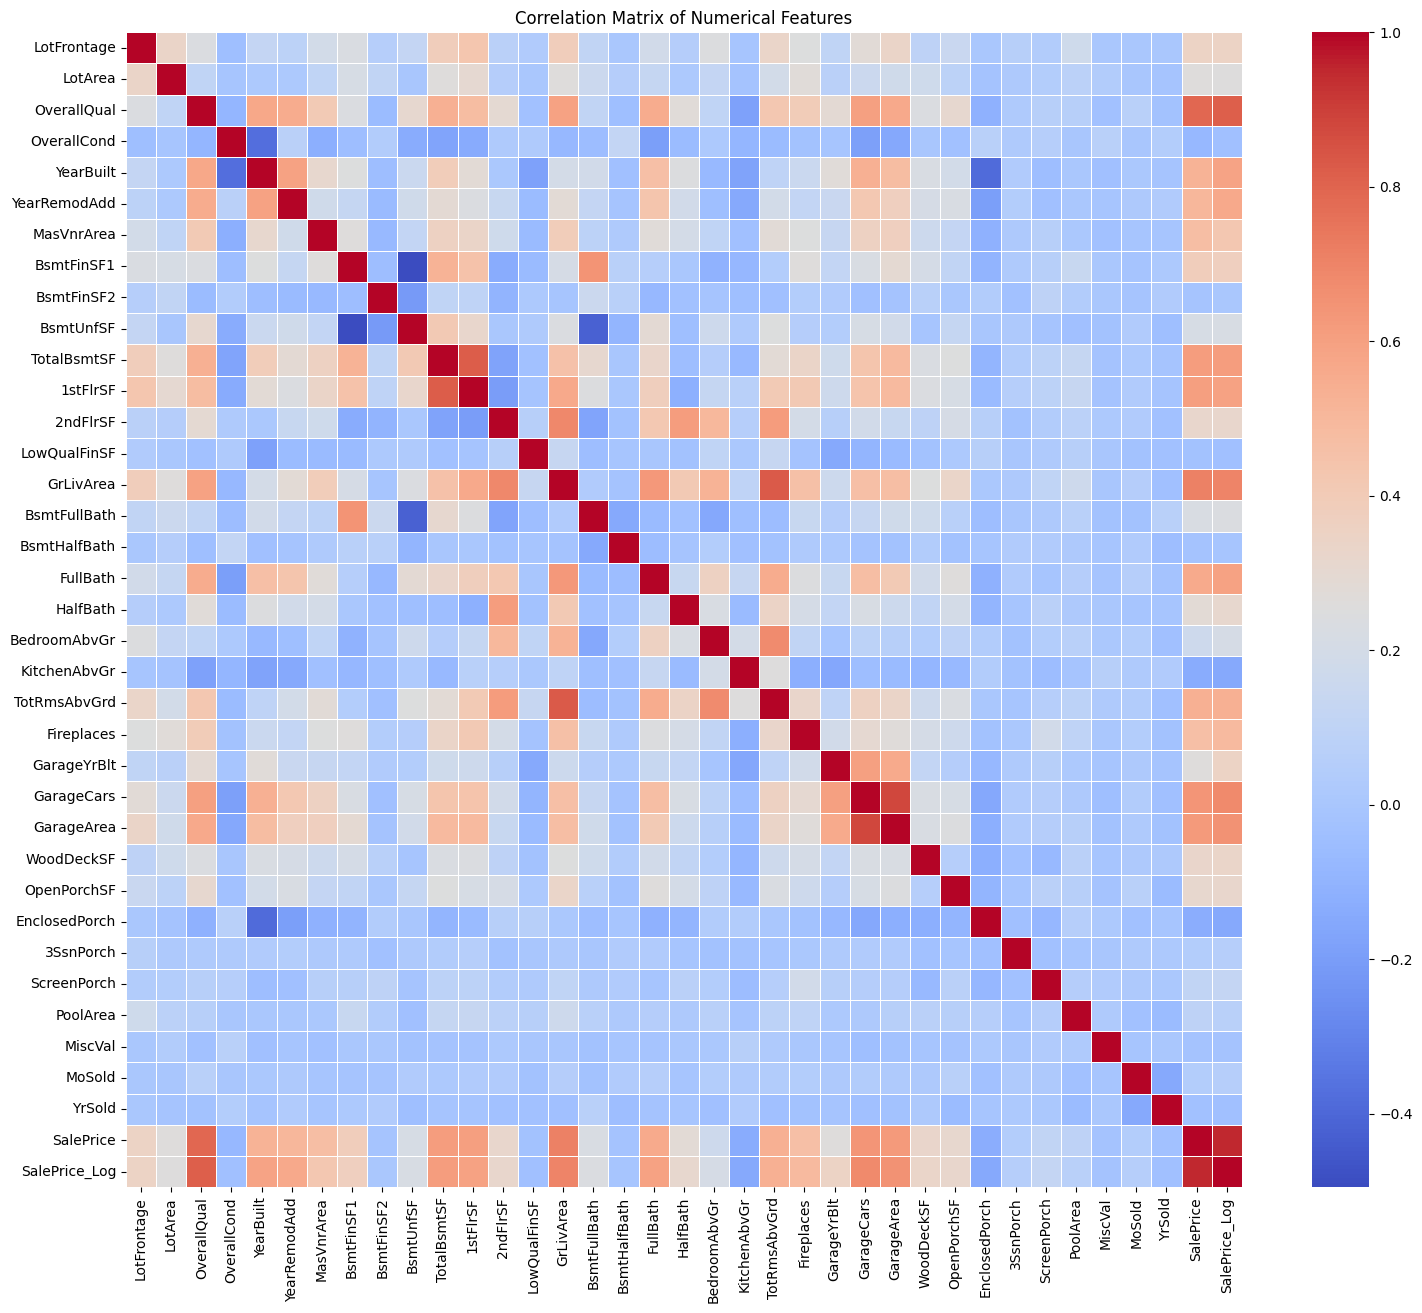 Correlation Matrix of Numerical Features
LotFrontage
LotArea
OverallQual
OverallCond
YearBuilt
YearRemodAdd
MasVnrArea
BsmtFinSF1
BsmtFinSF2
BsmtUnfSF
TotalBsmtSF
1stFlrSF
2ndFlrSF
LowQualFinSF
GrLivArea
BsmtFullBath
BsmtHalfBath
FullBath
HalfBath
BedroomAbvGr
KitchenAbvGr
TotRmsAbvGrd
Fireplaces
GarageYrBlt
GarageCars
GarageArea
WoodDeckSF
OpenPorchSF
EnclosedPorch
3SsnPorch
ScreenPorch
PoolArea
MiscVal
MoSold
YrSold
SalePrice
SalePrice_Log
LotFrontage
LotArea
OverallQual
OverallCond
YearBuilt
YearRemodAdd
MasVnrArea
BsmtFinSF1
BsmtFinSF2
BsmtUnfSF
TotalBsmtSF
1stFlrSF
2ndFlrSF
LowQualFinSF
GrLivArea
BsmtFullBath
BsmtHalfBath
FullBath
HalfBath
BedroomAbvGr
KitchenAbvGr
TotRmsAbvGrd
Fireplaces
GarageYrBlt
GarageCars
GarageArea
WoodDeckSF
OpenPorchSF
EnclosedPorch
3SsnPorch
ScreenPorch
PoolArea
MiscVal
MoSold
YrSold
SalePrice
SalePrice_Log
1.0
0.8
0.6
0.4
0.2
0.0
−0.2
−0.4